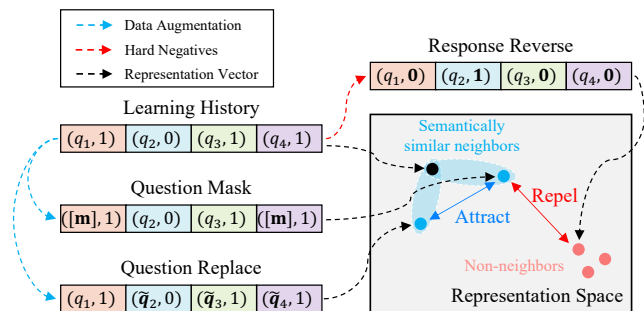 Data Augmentation
Hard Negatives
Representation Vector
Response Reverse
(q₁, 0) (q₂, 1) (q₃, 0) (q₄, 0)
Learning History
(q₁, 1) (q₂, 0) (q₃, 1) (q₄, 1)
Semantically
similar neighbors
Question Mask
([m], 1) (q₂, 0) (q₃, 1) ([m], 1)
Attract
Repel
Question Replace
(q₁, 1) (q̃₂, 0) (q̃₃, 1) (q̃₄, 1)
Non-neighbors
Representation Space